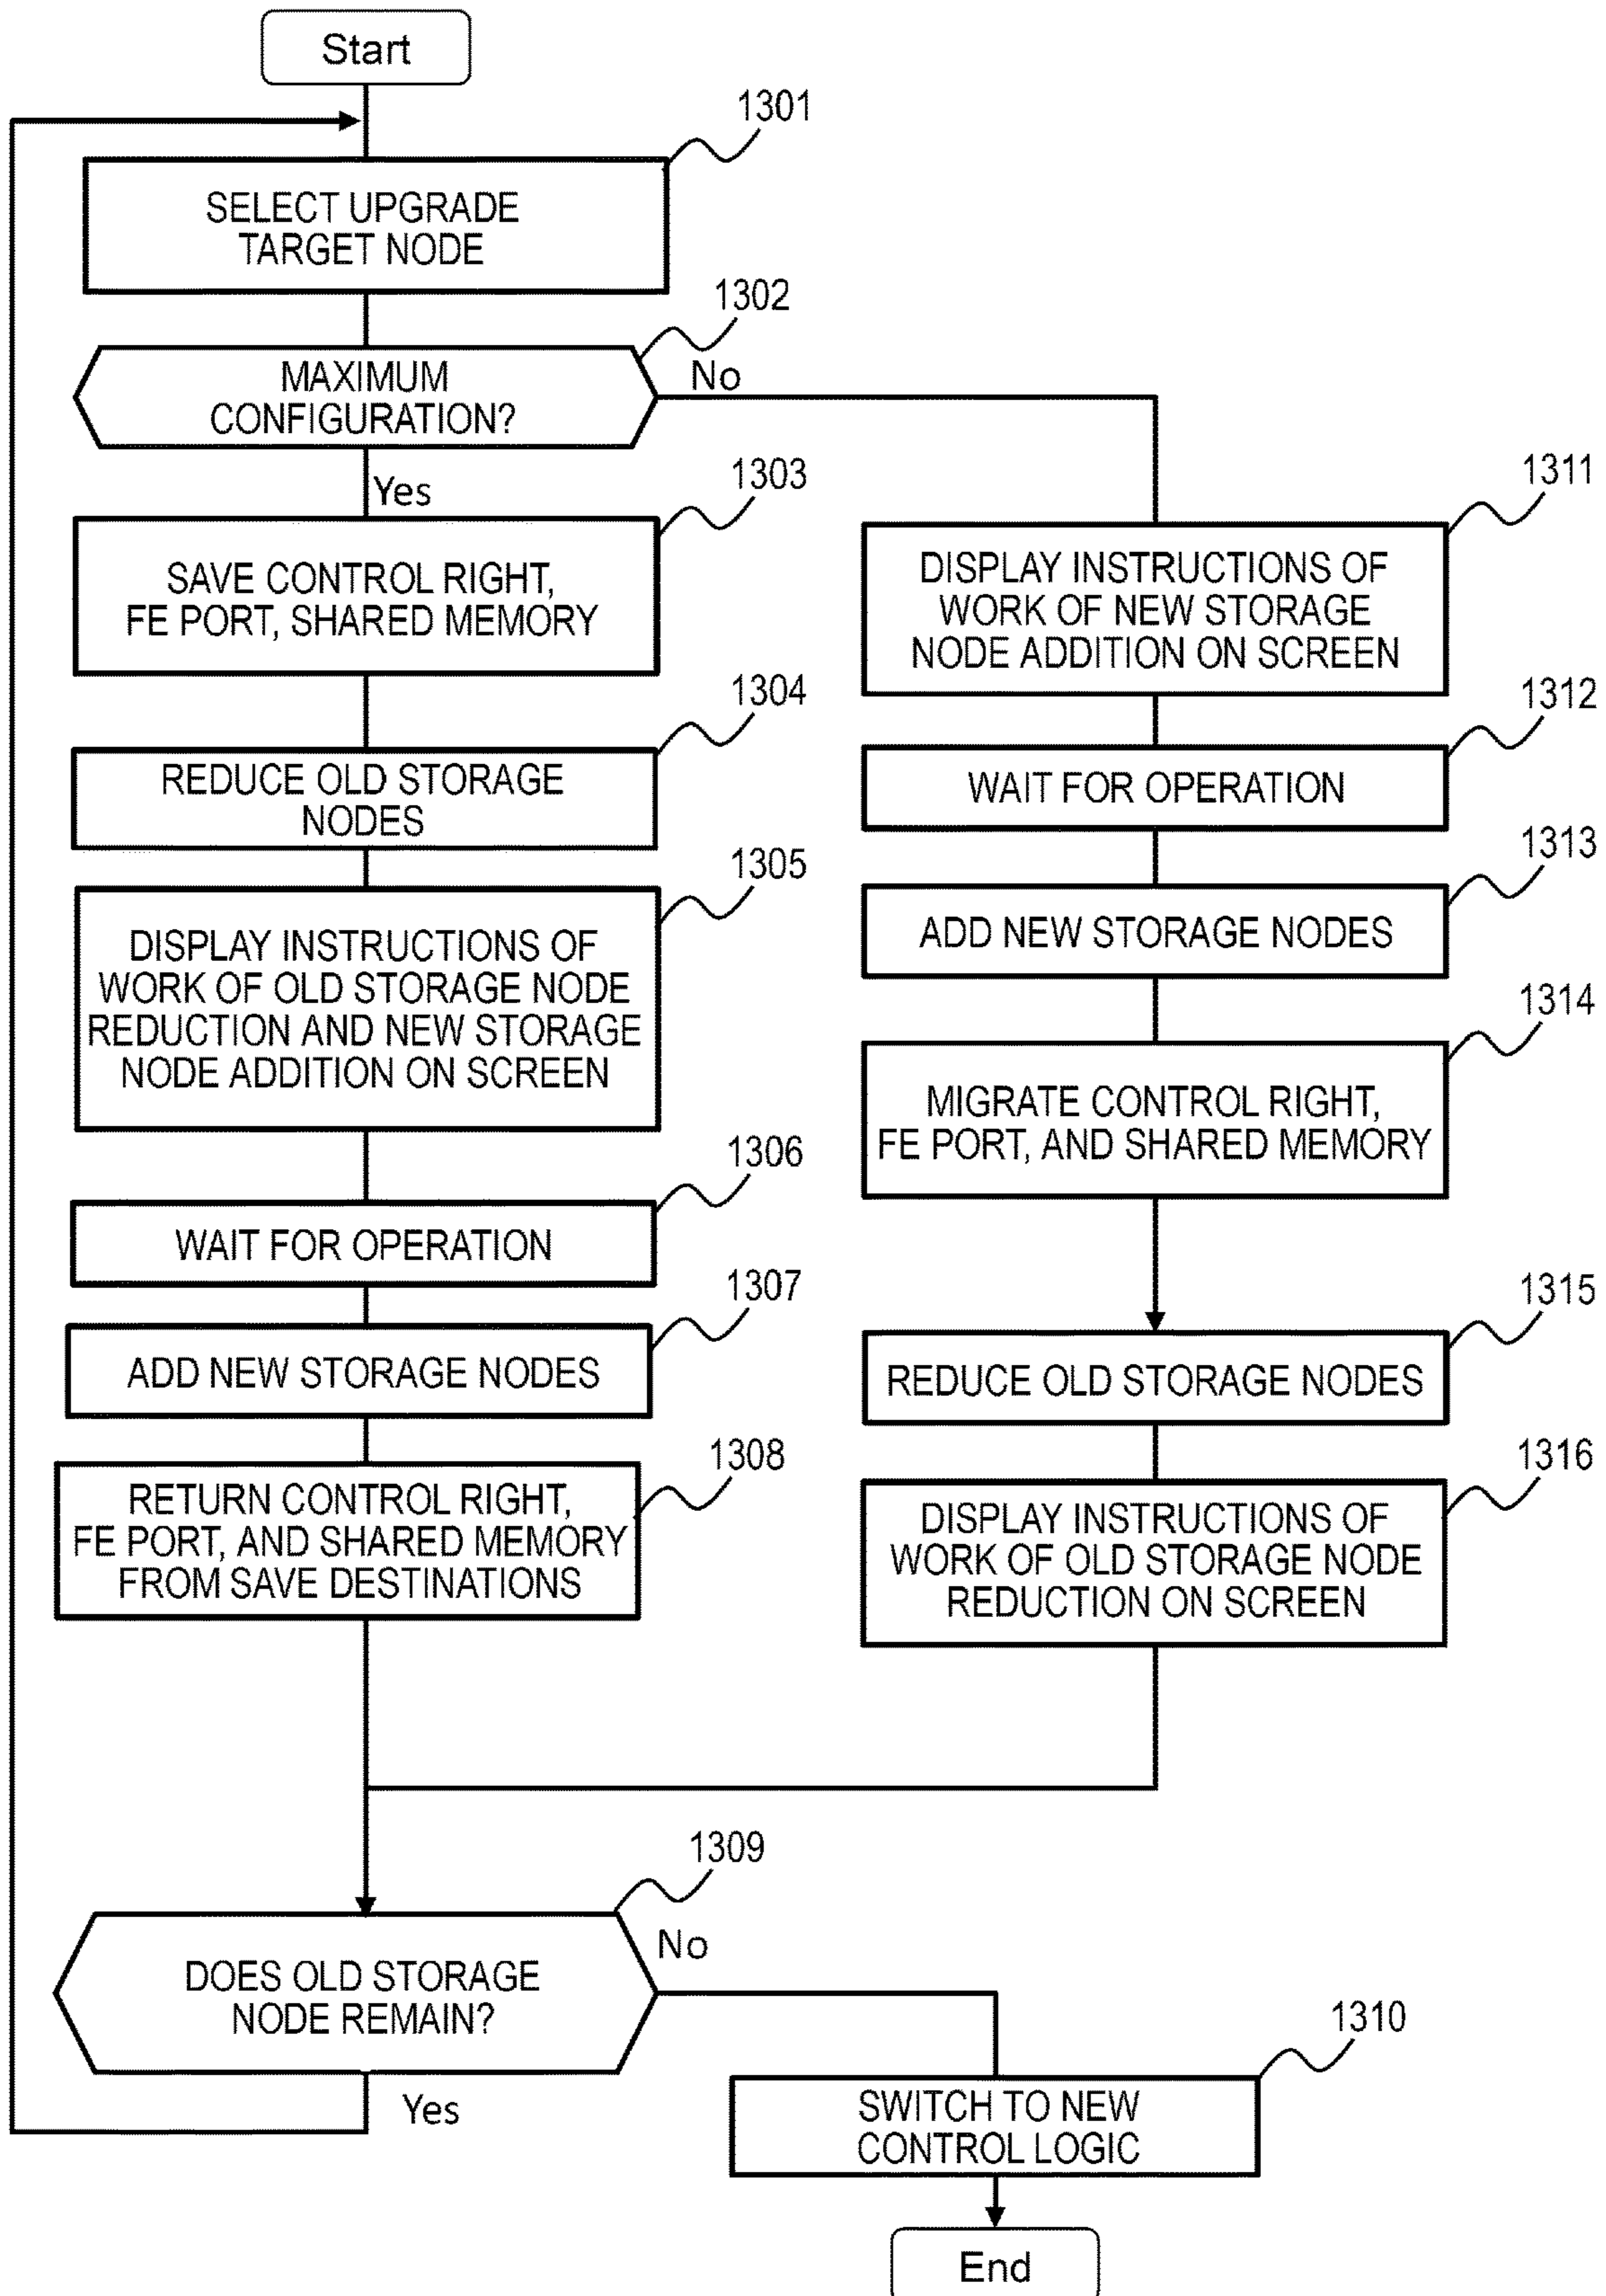 Start
1301
SELECT UPGRADE
TARGET NODE
1302
MAXIMUM
CONFIGURATION?
No
Yes
1303
SAVE CONTROL RIGHT,
FE PORT, SHARED MEMORY
1304
REDUCE OLD STORAGE
NODES
1305
DISPLAY INSTRUCTIONS OF
WORK OF OLD STORAGE NODE
REDUCTION AND NEW STORAGE
NODE ADDITION ON SCREEN
1306
WAIT FOR OPERATION
1307
ADD NEW STORAGE NODES
1308
RETURN CONTROL RIGHT,
FE PORT, AND SHARED MEMORY
FROM SAVE DESTINATIONS
1311
DISPLAY INSTRUCTIONS OF
WORK OF NEW STORAGE
NODE ADDITION ON SCREEN
1312
WAIT FOR OPERATION
1313
ADD NEW STORAGE NODES
1314
MIGRATE CONTROL RIGHT,
FE PORT, AND SHARED MEMORY
1315
REDUCE OLD STORAGE NODES
1316
DISPLAY INSTRUCTIONS OF
WORK OF OLD STORAGE NODE
REDUCTION ON SCREEN
1309
DOES OLD STORAGE
NODE REMAIN?
No
Yes
1310
SWITCH TO NEW
CONTROL LOGIC
End